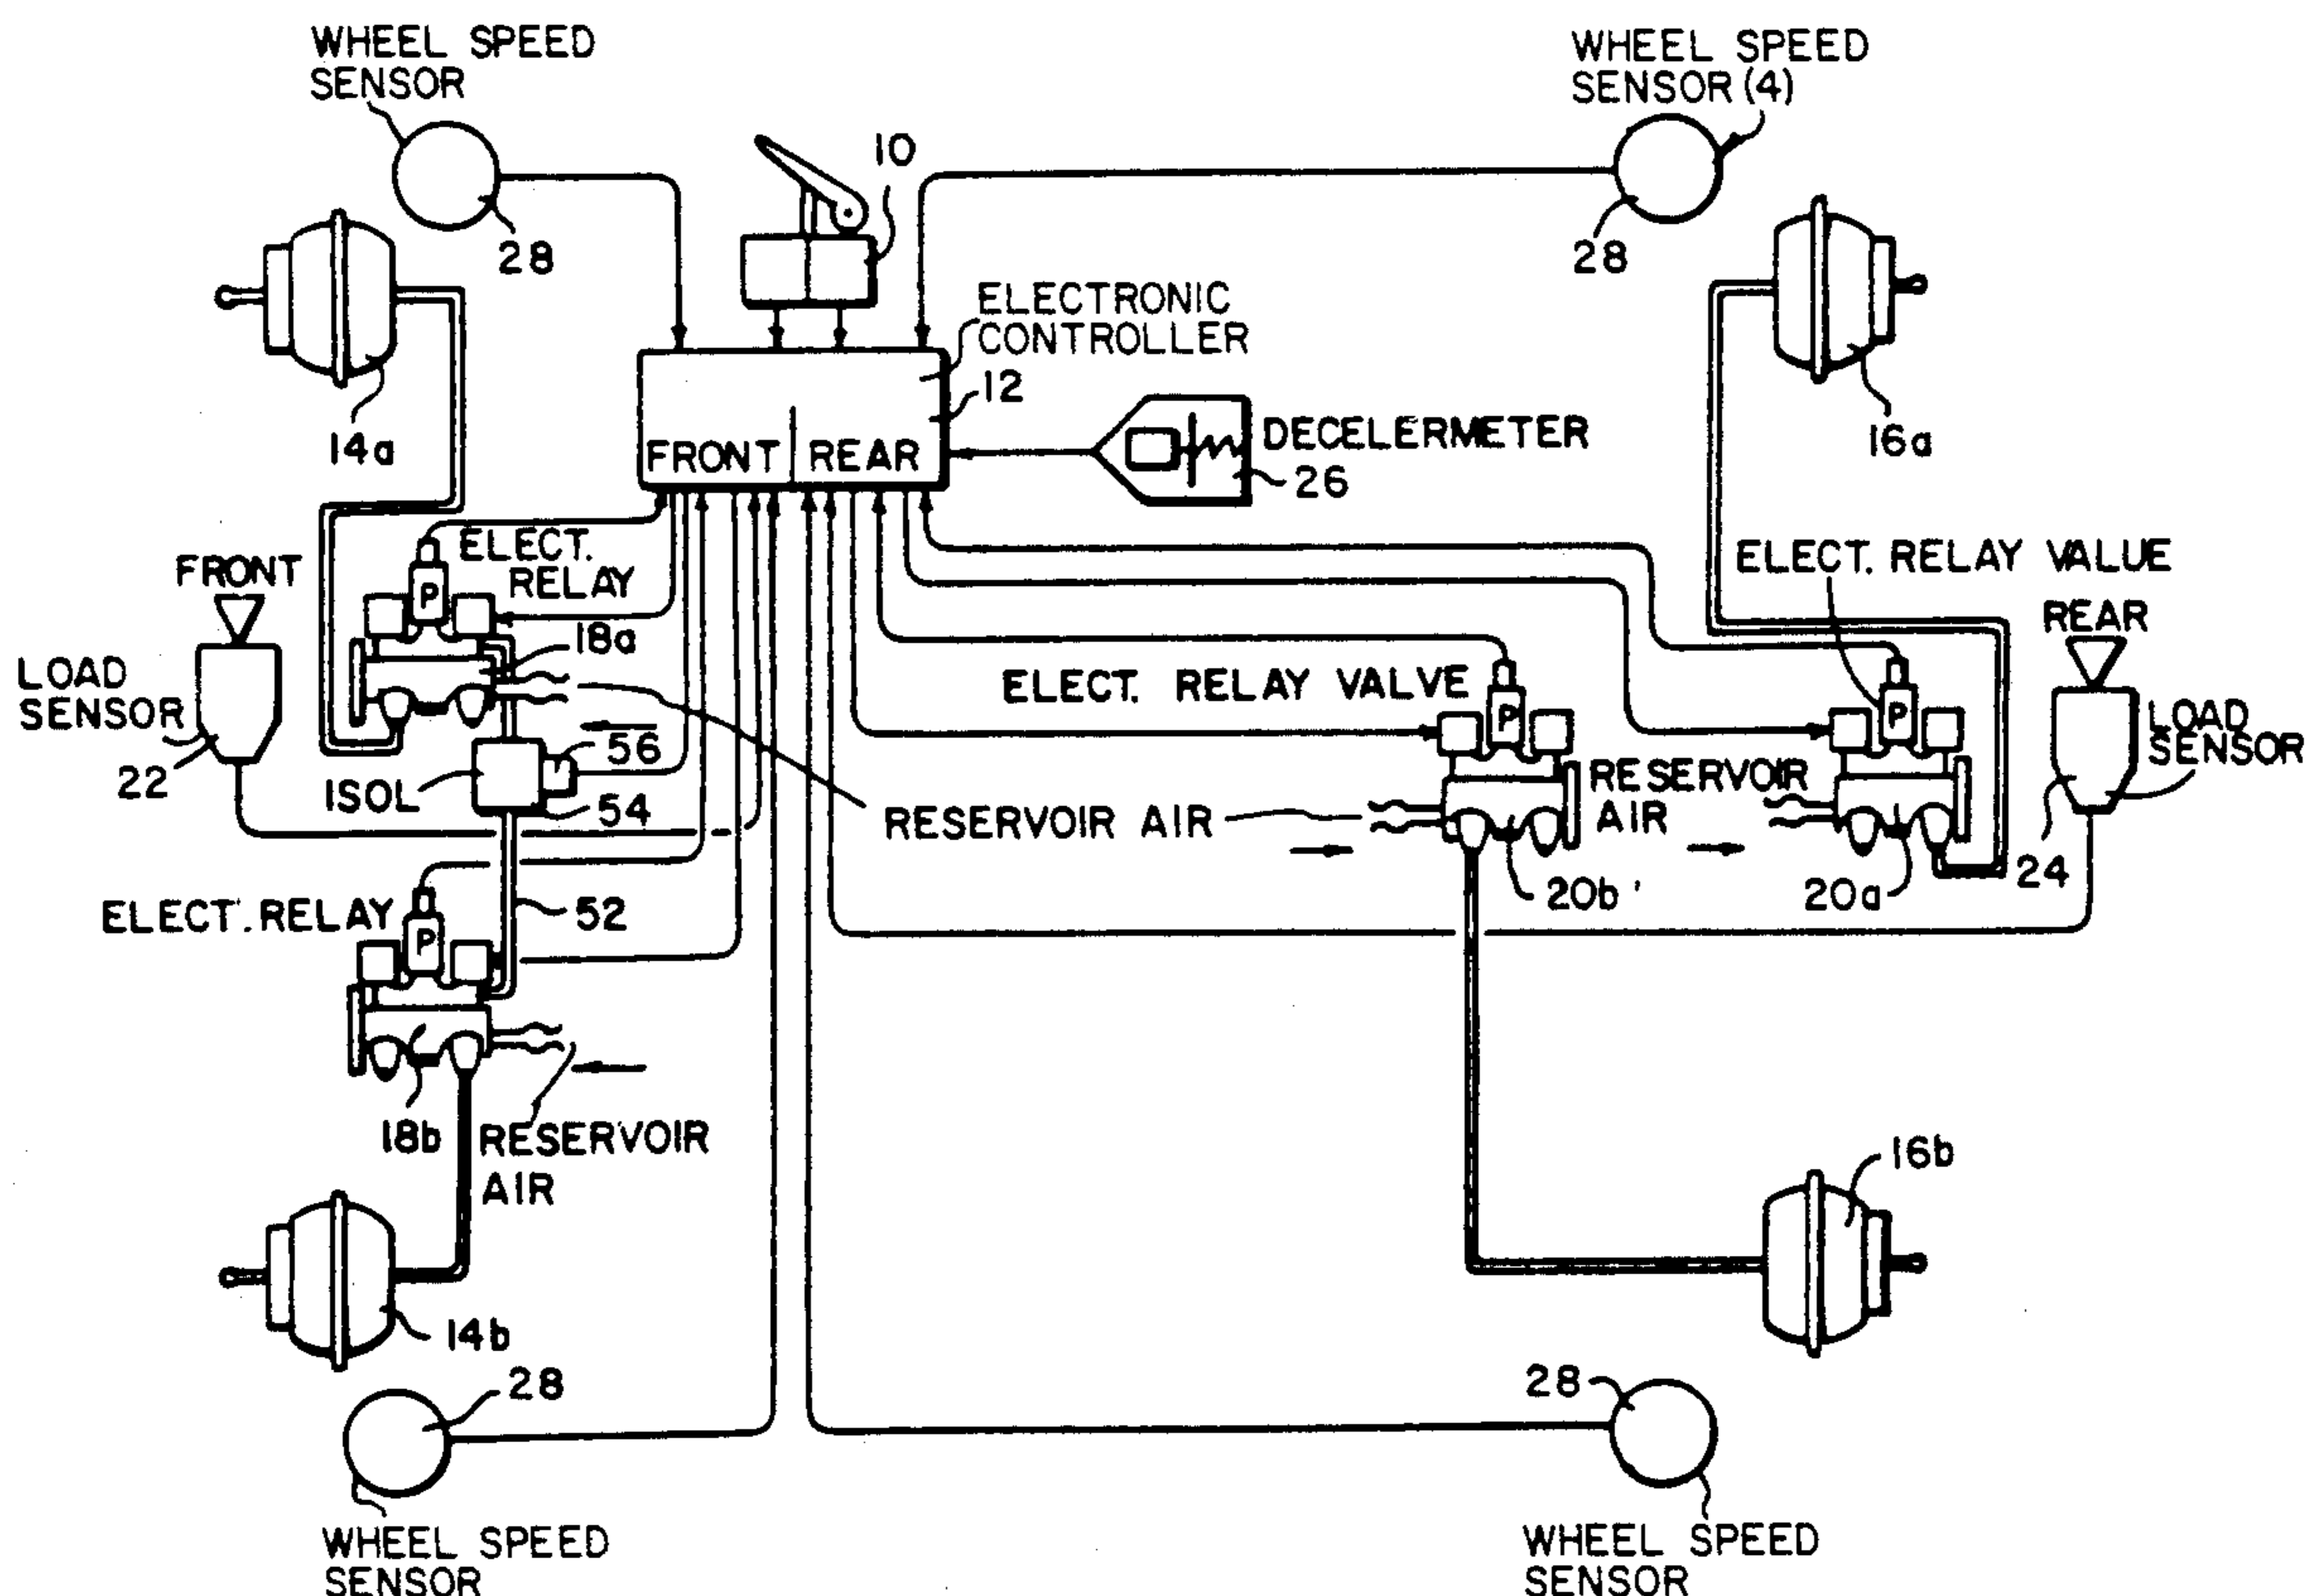 WHEEL SPEED
SENSOR
WHEEL SPEED
SENSOR (4)
10
28
28
ELECTRONIC
CONTROLLER
12
14a
16a
FRONT
REAR
DECELERMETER
26
ELECT.
RELAY
FRONT
P
18a
ELECT. RELAY VALUE
REAR
LOAD
SENSOR
22
ELECT. RELAY VALVE
P
P
LOAD
SENSOR
56
ISOL
54
RESERVOIR AIR
RESERVOIR
AIR
20b'
20a
24
ELECT. RELAY
52
P
18b
RESERVOIR
AIR
16b
14b
28
28
WHEEL SPEED
SENSOR
WHEEL SPEED
SENSOR